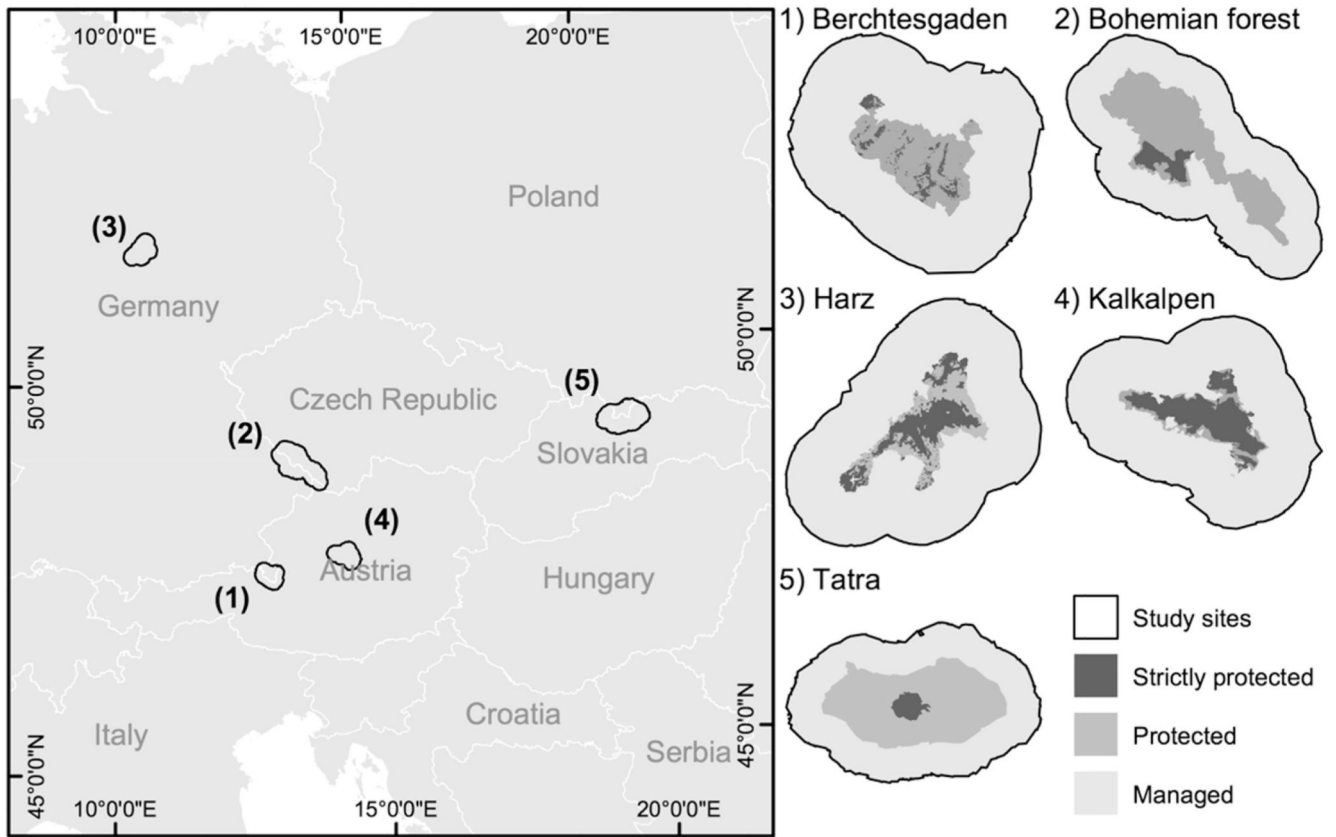 10°0'0"E 15°0'0"E 20°0'0"E
Poland
(3)
Germany
50°0'0"N
50°0'0"N
(5)
Czech Republic
(2)
Slovakia
(4)
Austria
Hungary
(1)
Croatia
Italy
Serbia
45°0'0"N
45°0'0"N
10°0'0"E 15°0'0"E 20°0'0"E
1) Berchtesgaden
2) Bohemian forest
3) Harz
4) Kalkalpen
5) Tatra
Study sites
Strictly protected
Protected
Managed